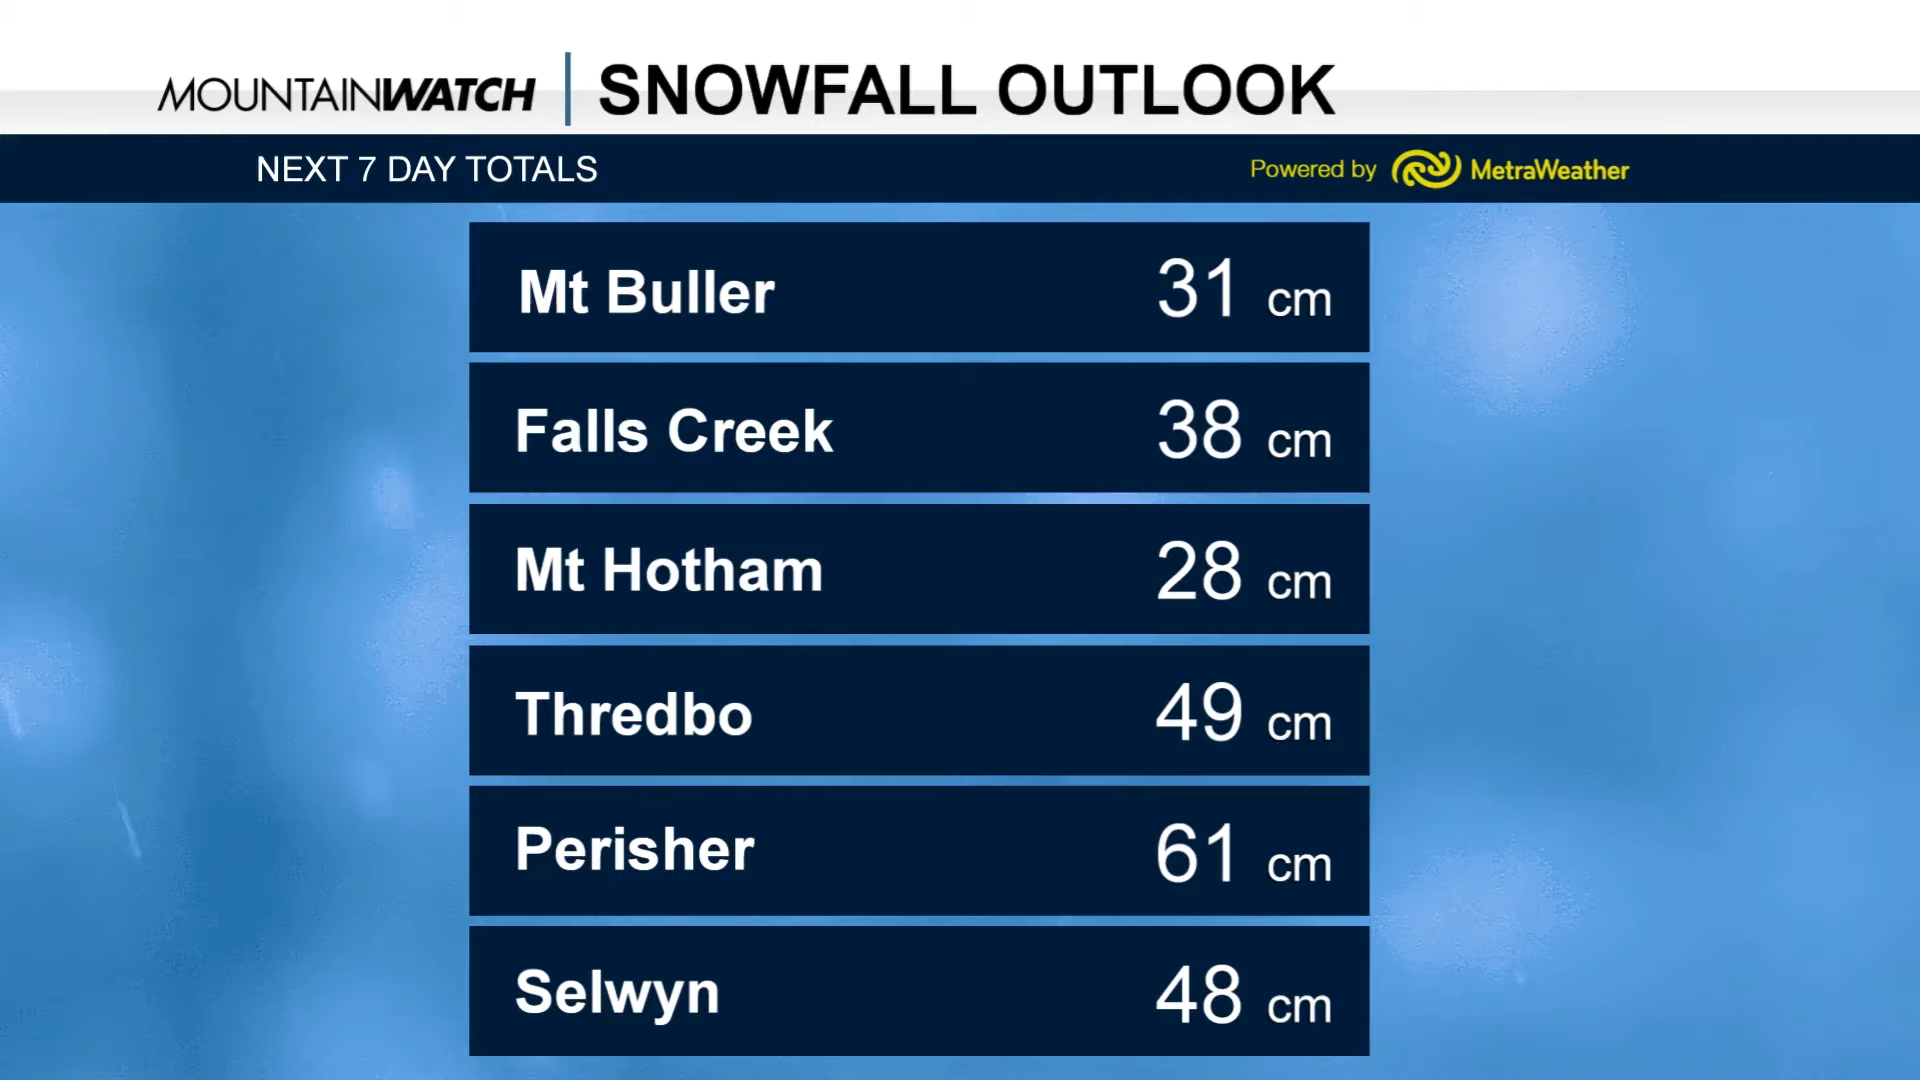 MOUNTAINWATCH SNOWFALL OUTLOOK
NEXT 7 DAY TOTALS Powered by MetraWeather
Mt Buller 31 cm
Falls Creek 38 cm
Mt Hotham 28 cm
Thredbo 49 cm
Perisher 61 cm
Selwyn 48 cm